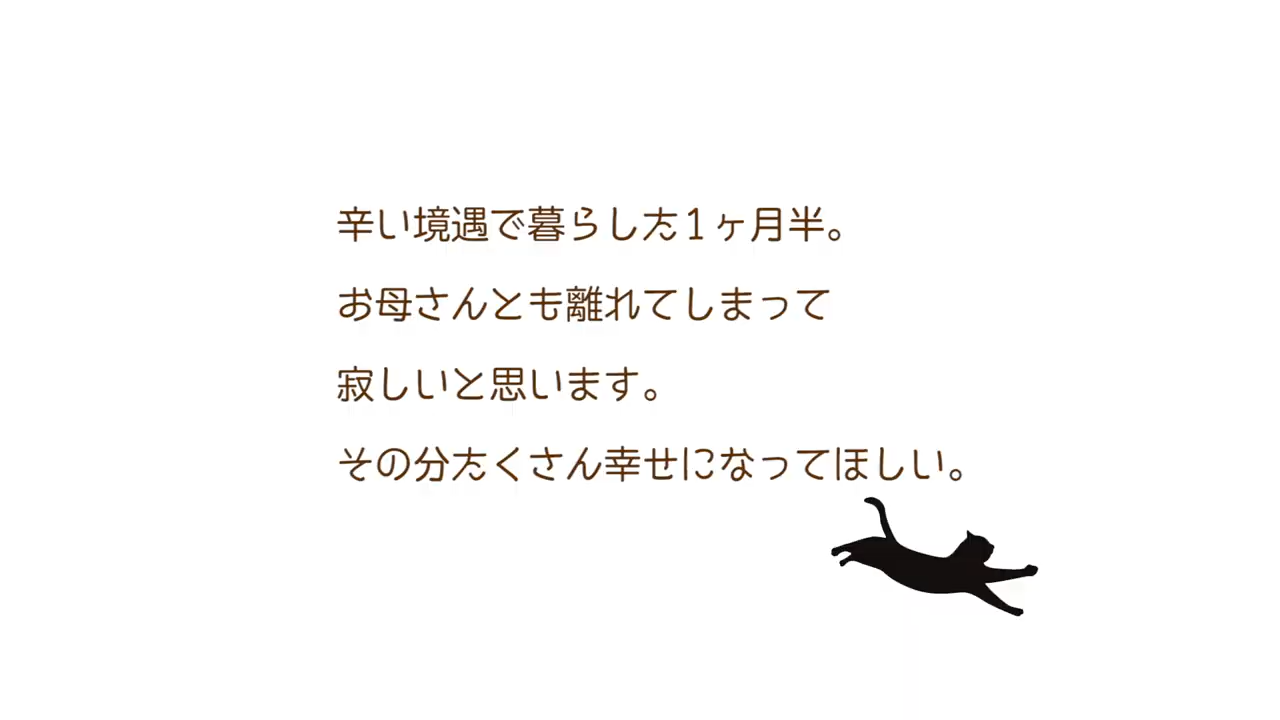 辛い境遇で暮らした１ヶ月半。
お母さんとも離れてしまって
寂しいと思います。
その分たくさん幸せになってほしい。